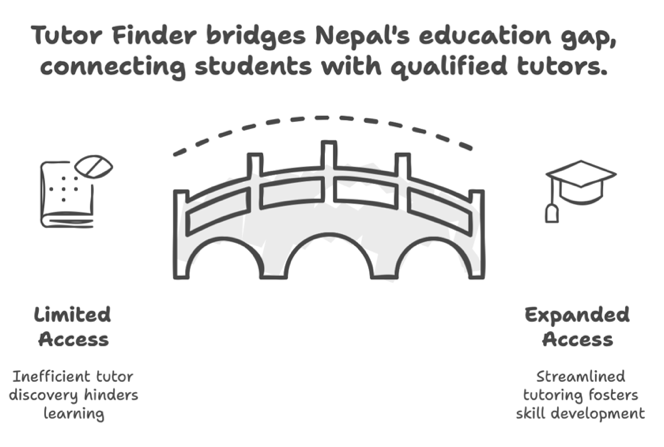 Tutor Finder bridges Nepal's education gap,
connecting students with qualified tutors.
Limited
Access
Inefficient tutor
discovery hinders
learning
Expanded
Access
Streamlined
tutoring fosters
skill development